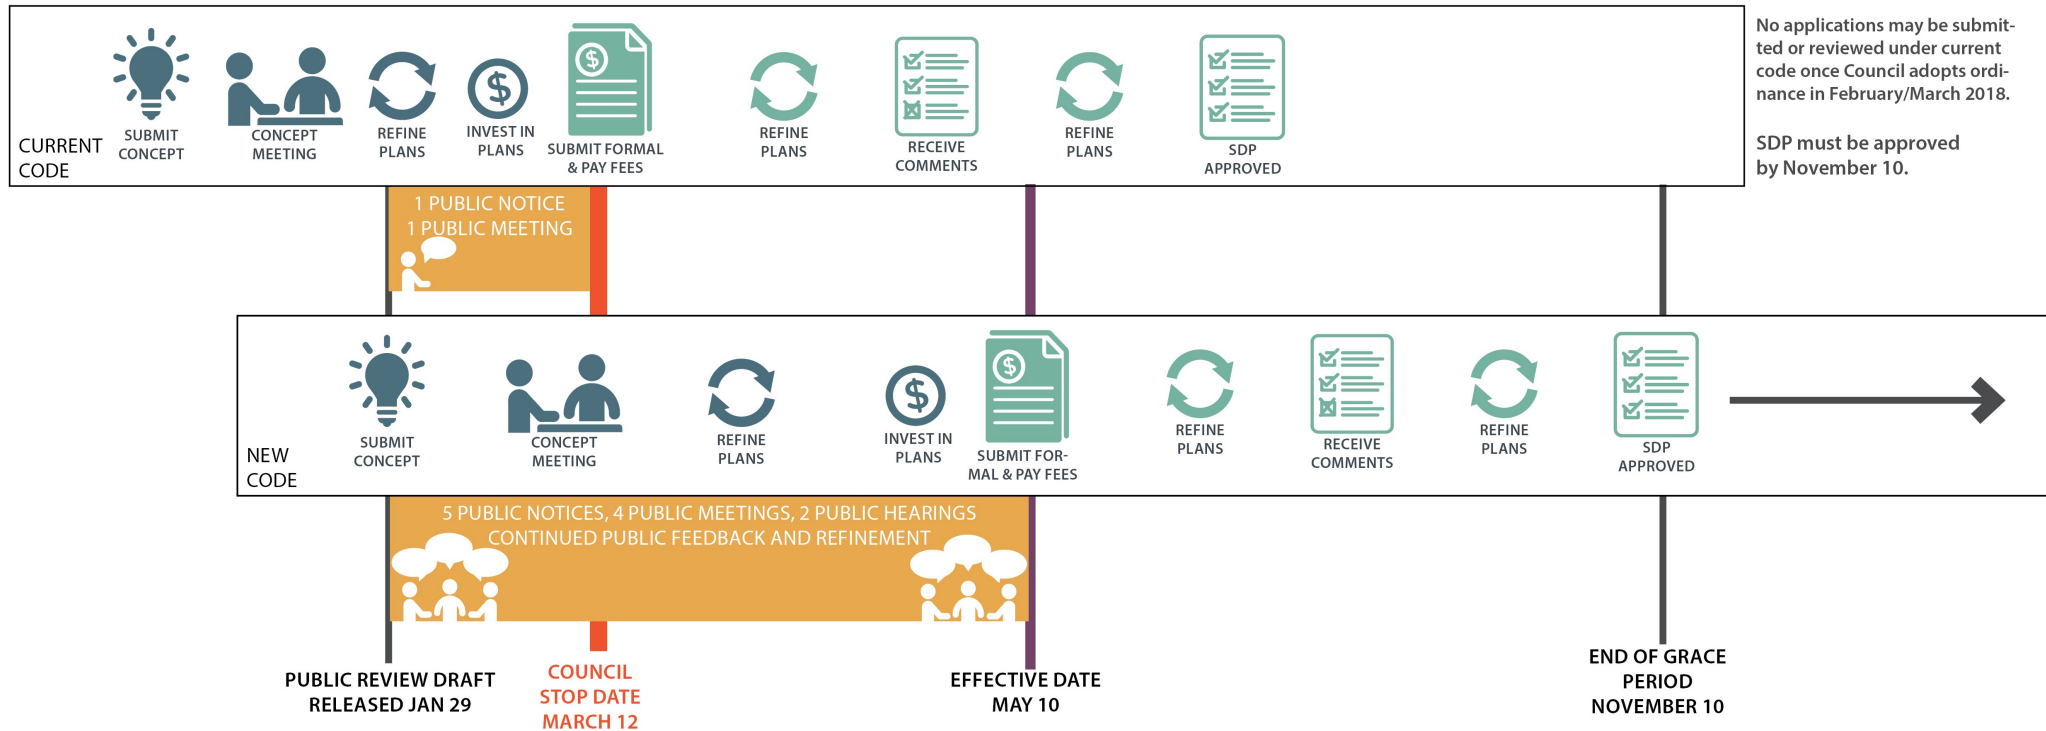 CURRENT
CODE
SUBMIT
CONCEPT
CONCEPT
MEETING
REFINE
PLANS
INVEST IN
PLANS
SUBMIT FORMAL
& PAY FEES
REFINE
PLANS
RECEIVE
COMMENTS
REFINE
PLANS
SDP
APPROVED
No applications may be submit-
ted or reviewed under current
code once Council adopts ordi-
nance in February/March 2018.
SDP must be approved
by November 10.
1 PUBLIC NOTICE
1 PUBLIC MEETING
NEW
CODE
SUBMIT
CONCEPT
CONCEPT
MEETING
REFINE
PLANS
INVEST IN
PLANS
SUBMIT FOR-
MAL & PAY FEES
REFINE
PLANS
RECEIVE
COMMENTS
REFINE
PLANS
SDP
APPROVED
5 PUBLIC NOTICES, 4 PUBLIC MEETINGS, 2 PUBLIC HEARINGS
CONTINUED PUBLIC FEEDBACK AND REFINEMENT
PUBLIC REVIEW DRAFT
RELEASED JAN 29
COUNCIL
STOP DATE
MARCH 12
EFFECTIVE DATE
MAY 10
END OF GRACE
PERIOD
NOVEMBER 10